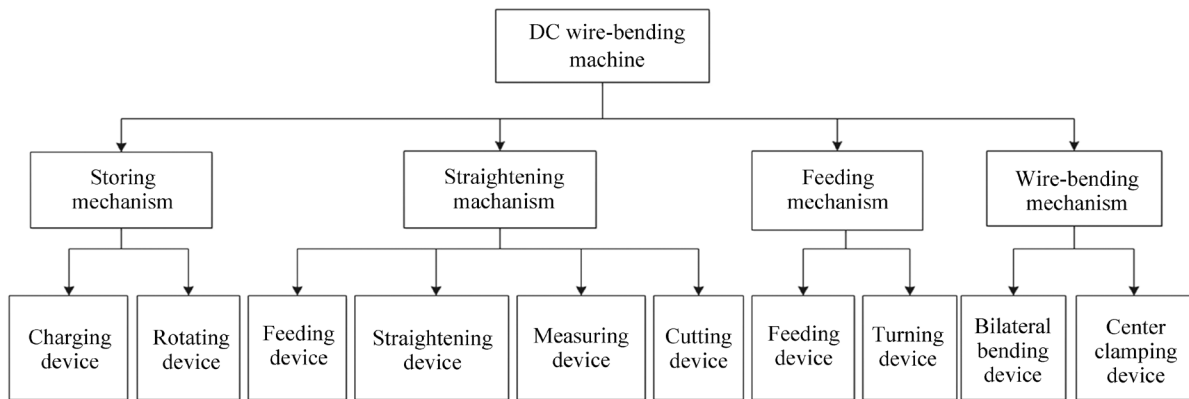 DC wire-bending
machine
Storing
mechanism
Straightening
machanism
Feeding
mechanism
Wire-bending
mechanism
Charging
device
Rotating
device
Feeding
device
Straightening
device
Measuring
device
Cutting
device
Feeding
device
Turning
device
Bilateral
bending
device
Center
clamping
device